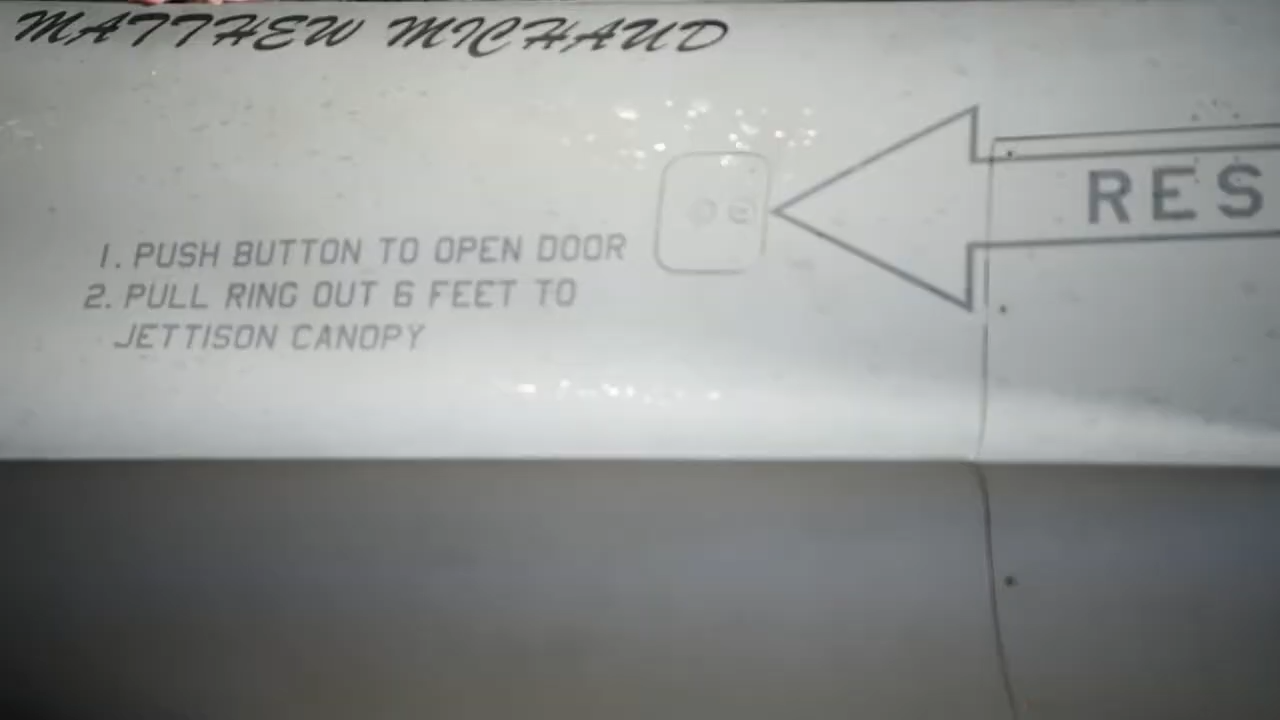 MATTHEW MICHAUD
RES
1. PUSH BUTTON TO OPEN DOOR
2. PULL RING OUT 6 FEET TO
JETTISON CANOPY